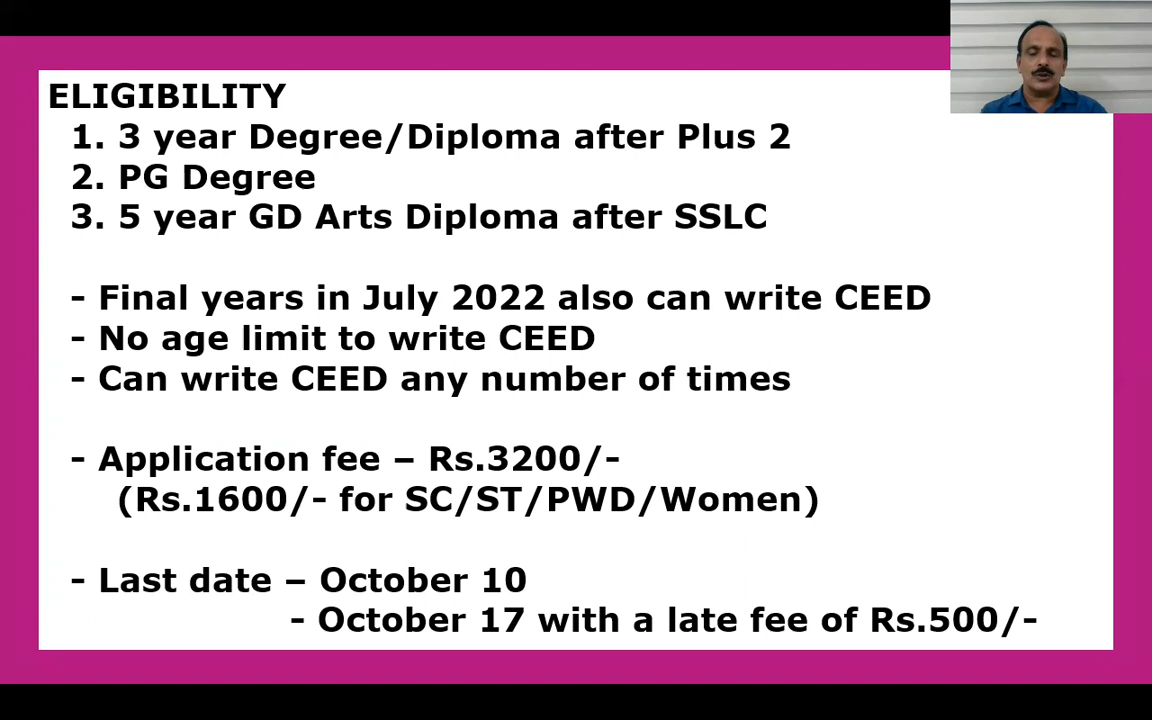 ELIGIBILITY
1. 3 year Degree/Diploma after Plus 2
2. PG Degree
3. 5 year GD Arts Diploma after SSLC
- Final years in July 2022 also can write CEED
- No age limit to write CEED
- Can write CEED any number of times
- Application fee – Rs.3200/-
(Rs.1600/- for SC/ST/PWD/Women)
- Last date – October 10
- October 17 with a late fee of Rs.500/-